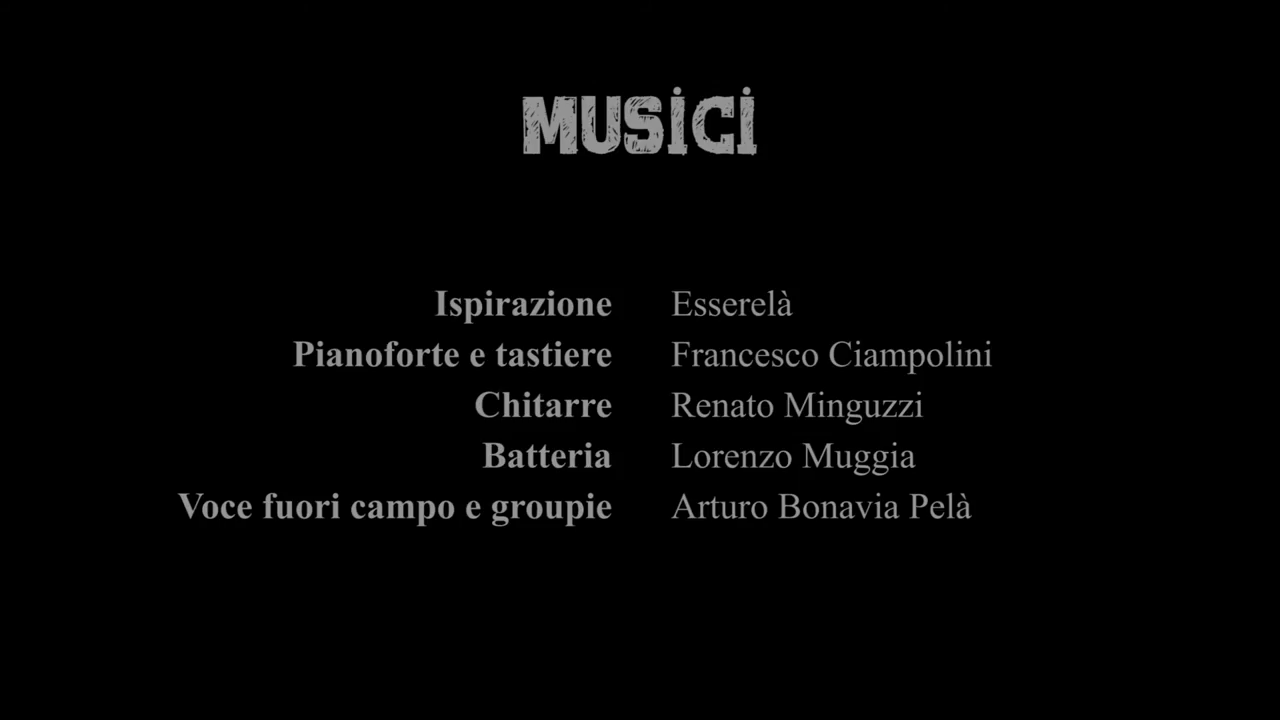 MUSICI
Ispirazione Esserelà
Pianoforte e tastiere Francesco Ciampolini
Chitarre Renato Minguzzi
Batteria Lorenzo Muggia
Voce fuori campo e groupie Arturo Bonavia Pelà